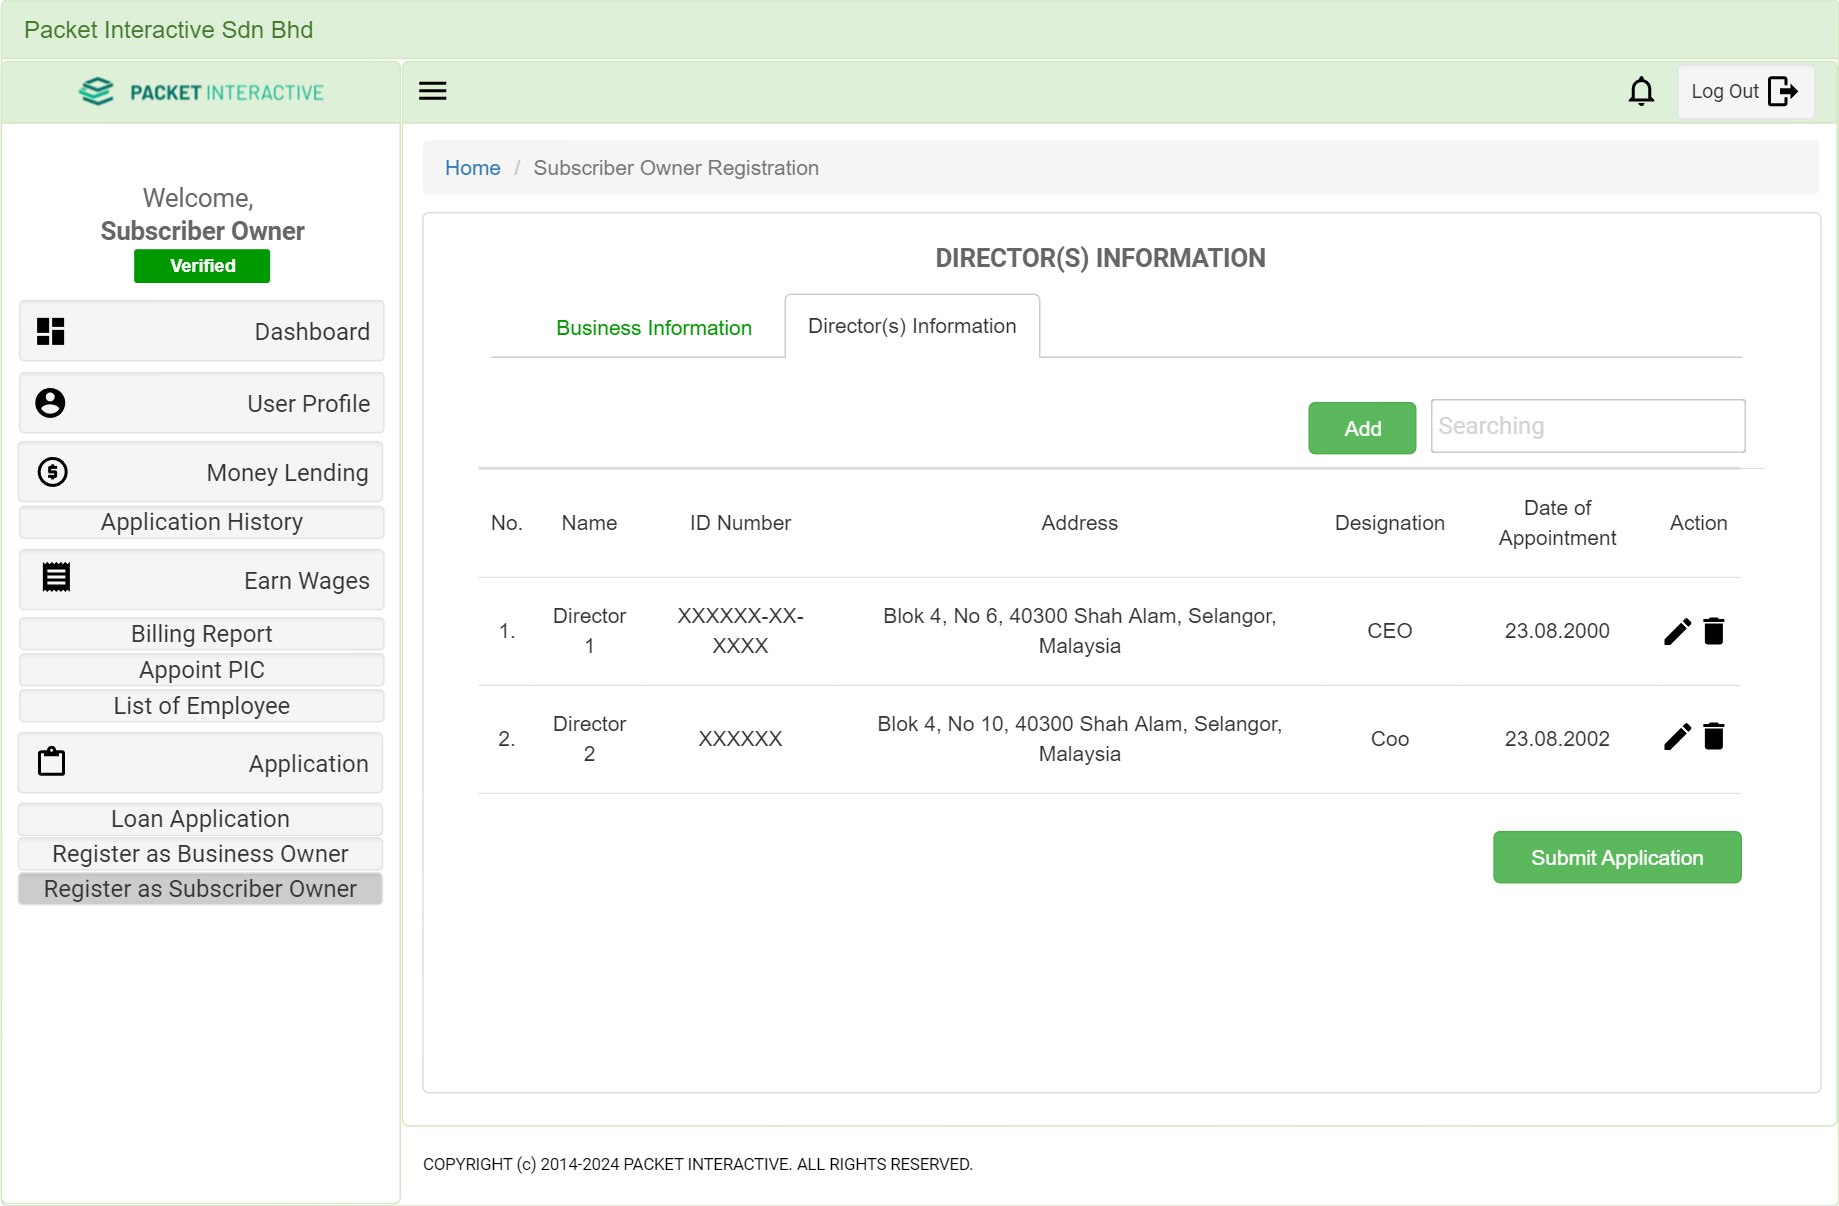 Packet Interactive Sdn Bhd
PACKET INTERACTIVE
Log Out
Welcome,
Subscriber Owner
Verified
Dashboard
User Profile
Money Lending
Application History
Earn Wages
Billing Report
Appoint PIC
List of Employee
Application
Loan Application
Register as Business Owner
Register as Subscriber Owner
Home / Subscriber Owner Registration
DIRECTOR(S) INFORMATION
Business Information
Director(s) Information
Add
Searching
No. Name ID Number Address Designation Date of Appointment Action
1. Director 1 XXXXXX-XX-XXXX Blok 4, No 6, 40300 Shah Alam, Selangor, Malaysia CEO 23.08.2000
2. Director 2 XXXXXX Blok 4, No 10, 40300 Shah Alam, Selangor, Malaysia Coo 23.08.2002
Submit Application
COPYRIGHT (c) 2014-2024 PACKET INTERACTIVE. ALL RIGHTS RESERVED.